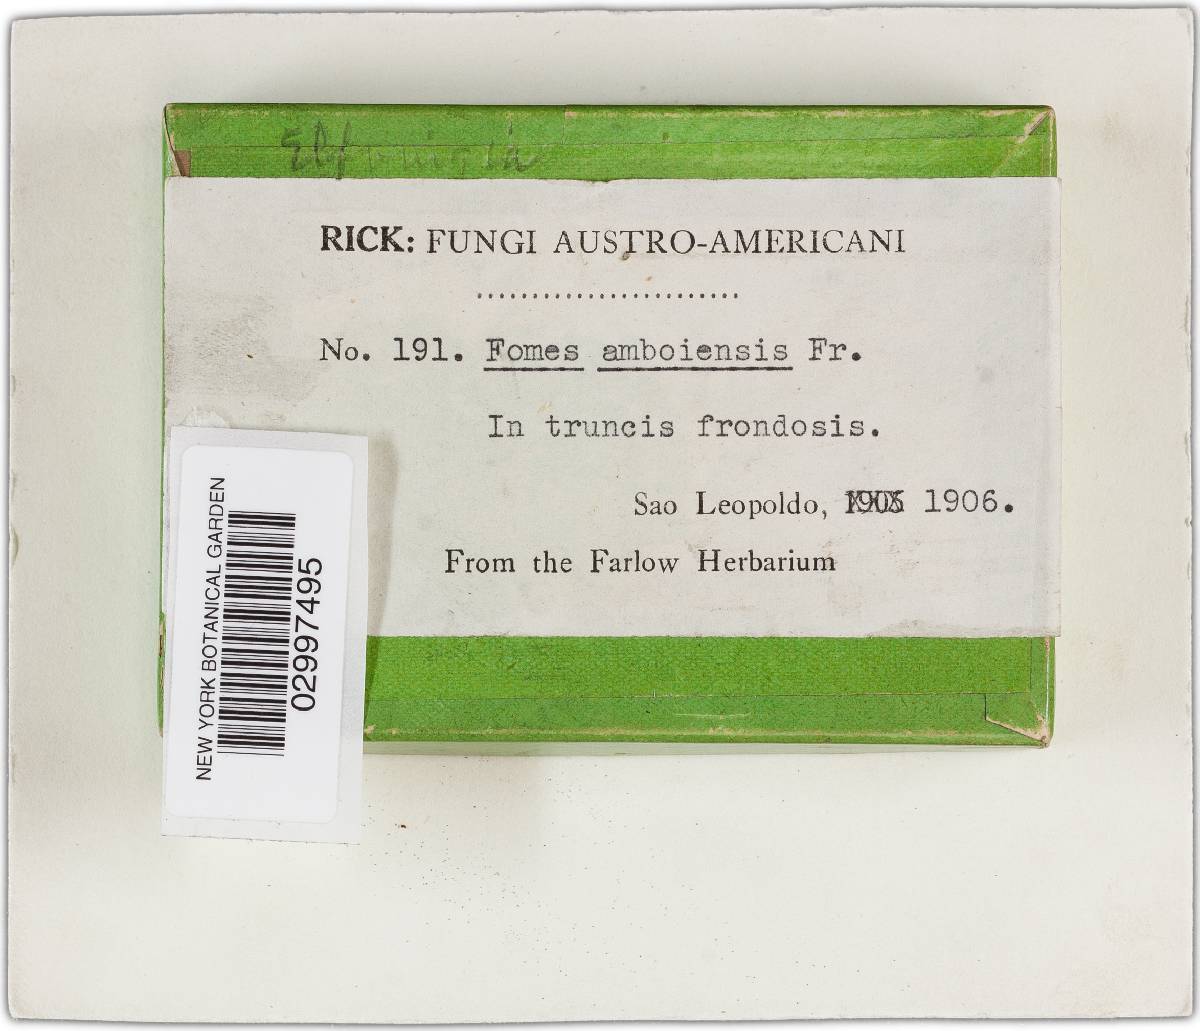 Elfvingia
RICK: FUNGI AUSTRO-AMERICANI
........................
No. 191. Fomes amboiensis Fr.
In truncis frondosis.
Sao Leopoldo, 1906.
From the Farlow Herbarium
NEW YORK BOTANICAL GARDEN
02997495